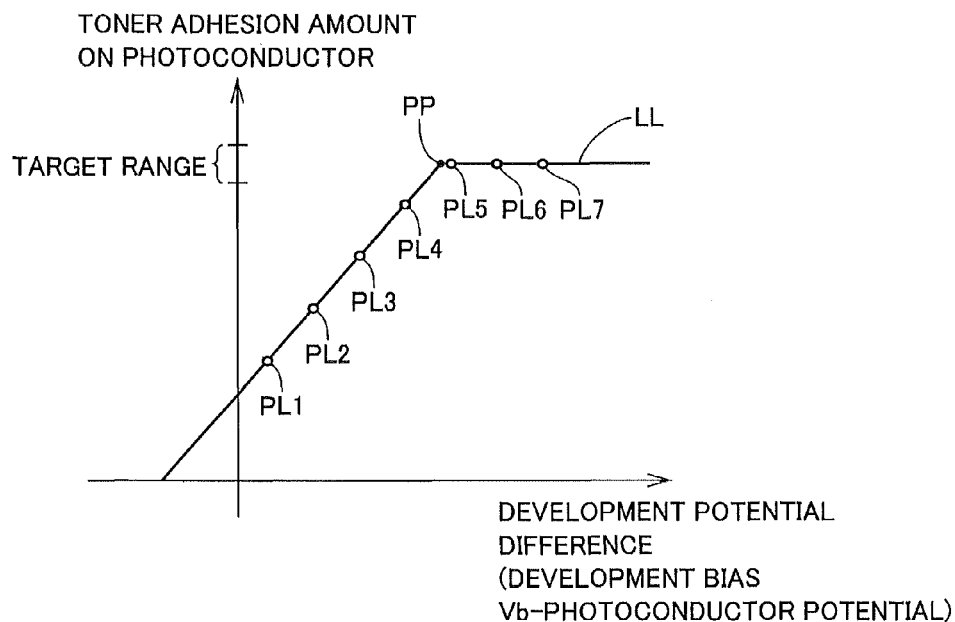 TONER ADHESION AMOUNT
ON PHOTOCONDUCTOR
PP
LL
TARGET RANGE
PL5
PL6
PL7
PL4
PL3
PL2
PL1
DEVELOPMENT POTENTIAL
DIFFERENCE
(DEVELOPMENT BIAS
Vb-PHOTOCONDUCTOR POTENTIAL)